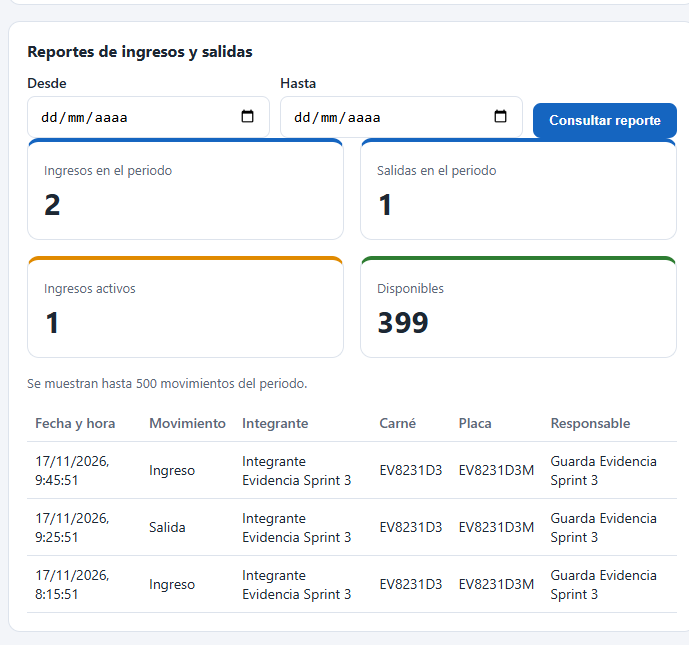 Reportes de ingresos y salidas
Desde Hasta
dd/mm/aaaa dd/mm/aaaa Consultar reporte
Ingresos en el periodo Salidas en el periodo
2 1
Ingresos activos Disponibles
1 399
Se muestran hasta 500 movimientos del periodo.
Fecha y hora Movimiento Integrante Carné Placa Responsable
17/11/2026, Integrante Guarda Evidencia
9:45:51 Ingreso Evidencia Sprint 3 EV8231D3 EV8231D3M Sprint 3
17/11/2026, Integrante Guarda Evidencia
9:25:51 Salida Evidencia Sprint 3 EV8231D3 EV8231D3M Sprint 3
17/11/2026, Integrante Guarda Evidencia
8:15:51 Ingreso Evidencia Sprint 3 EV8231D3 EV8231D3M Sprint 3